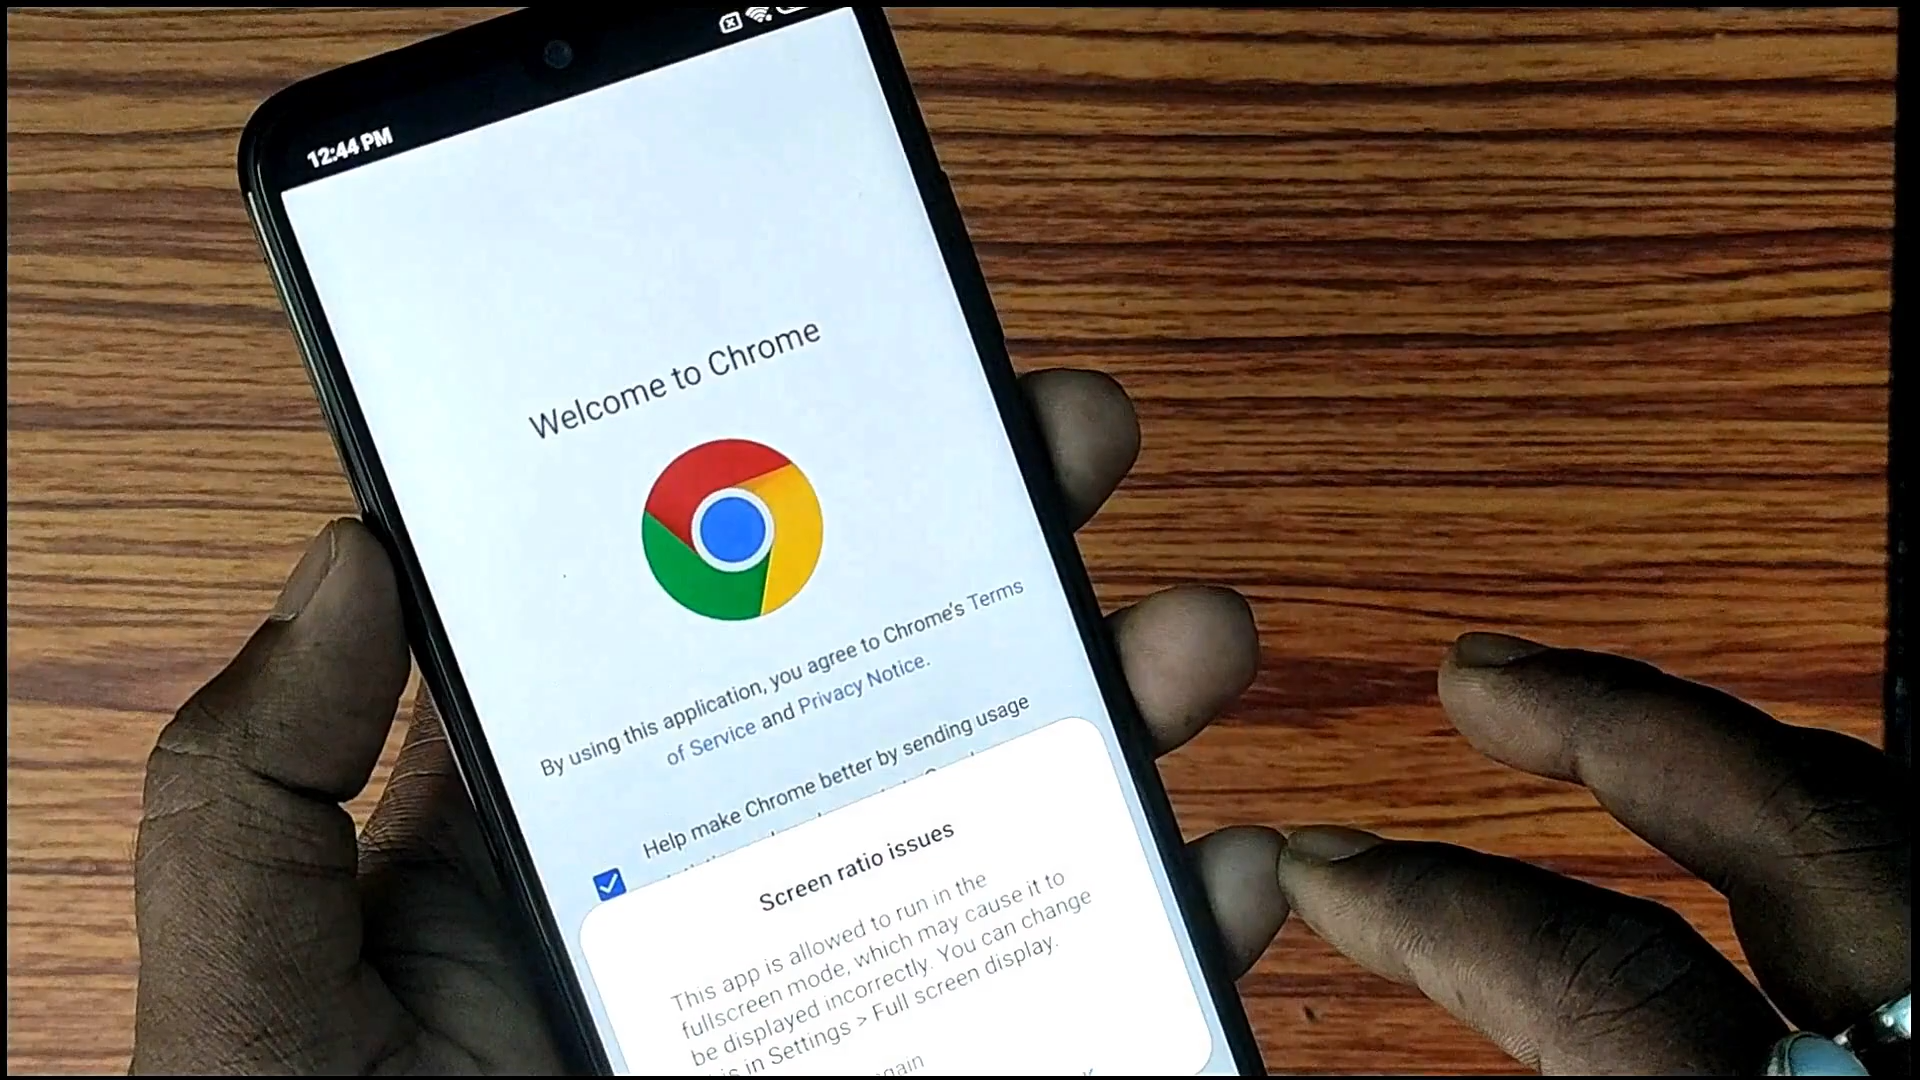 12:44 PM
Welcome to Chrome
By using this application, you agree to Chrome's Terms
of Service and Privacy Notice.
Help make Chrome better by sending usage
Screen ratio issues
This app is allowed to run in the
fullscreen mode, which may cause it to
be displayed incorrectly. You can change
in Settings > Full screen display.